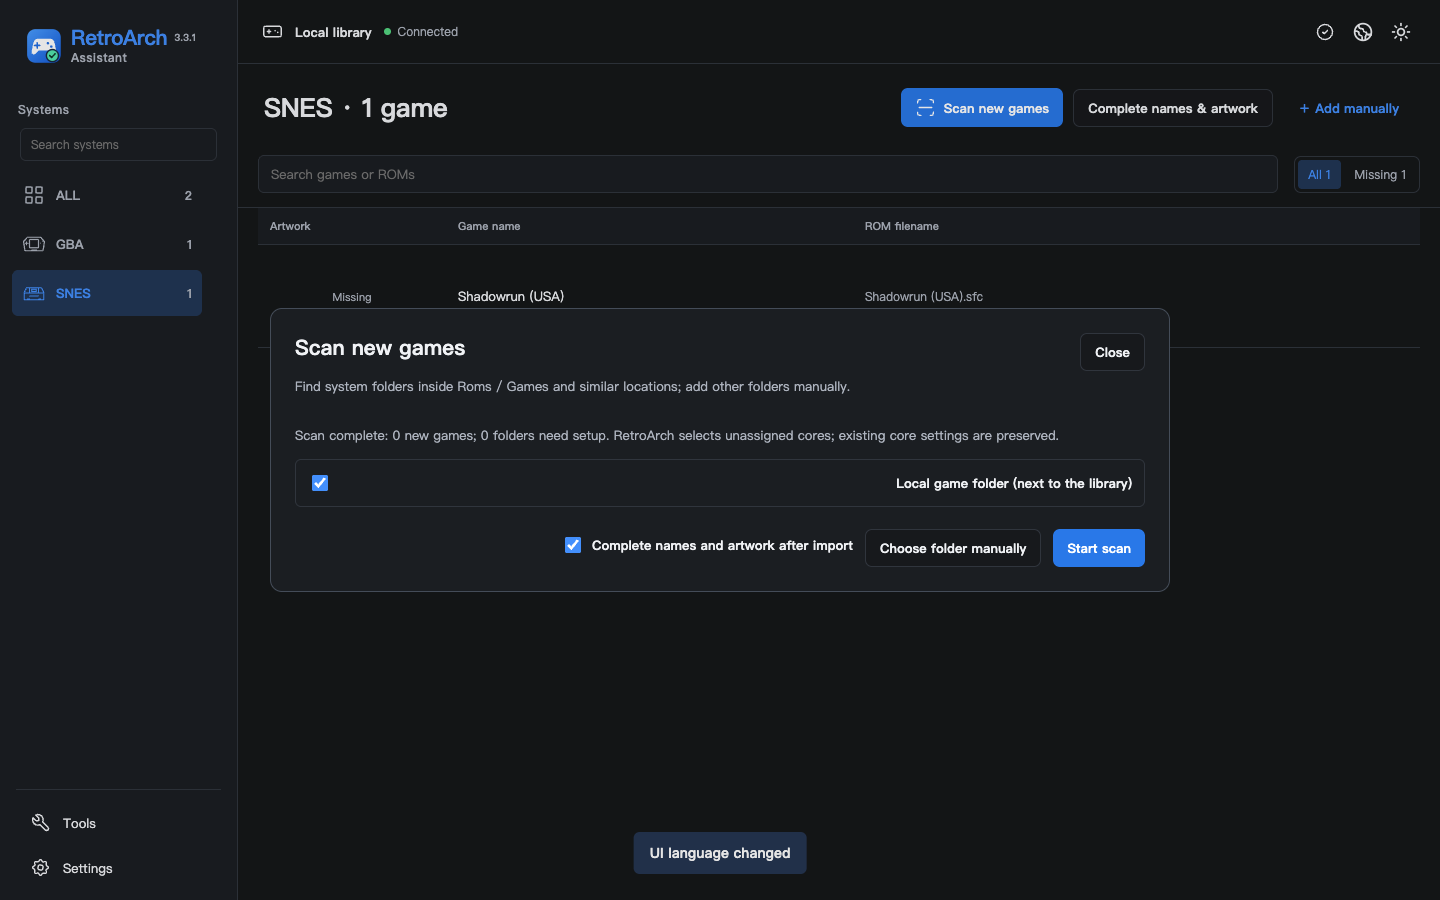 RetroArch 3.3.1
Assistant
Local library
Connected
Systems
Search systems
ALL 2
GBA 1
SNES 1
SNES · 1 game
Scan new games
Complete names & artwork
+ Add manually
Search games or ROMs
All 1
Missing 1
Artwork
Game name
ROM filename
Missing
Shadowrun (USA)
Shadowrun (USA).sfc
Scan new games
Close
Find system folders inside Roms / Games and similar locations; add other folders manually.
Scan complete: 0 new games; 0 folders need setup. RetroArch selects unassigned cores; existing core settings are preserved.
Local game folder (next to the library)
Complete names and artwork after import
Choose folder manually
Start scan
Tools
Settings
UI language changed